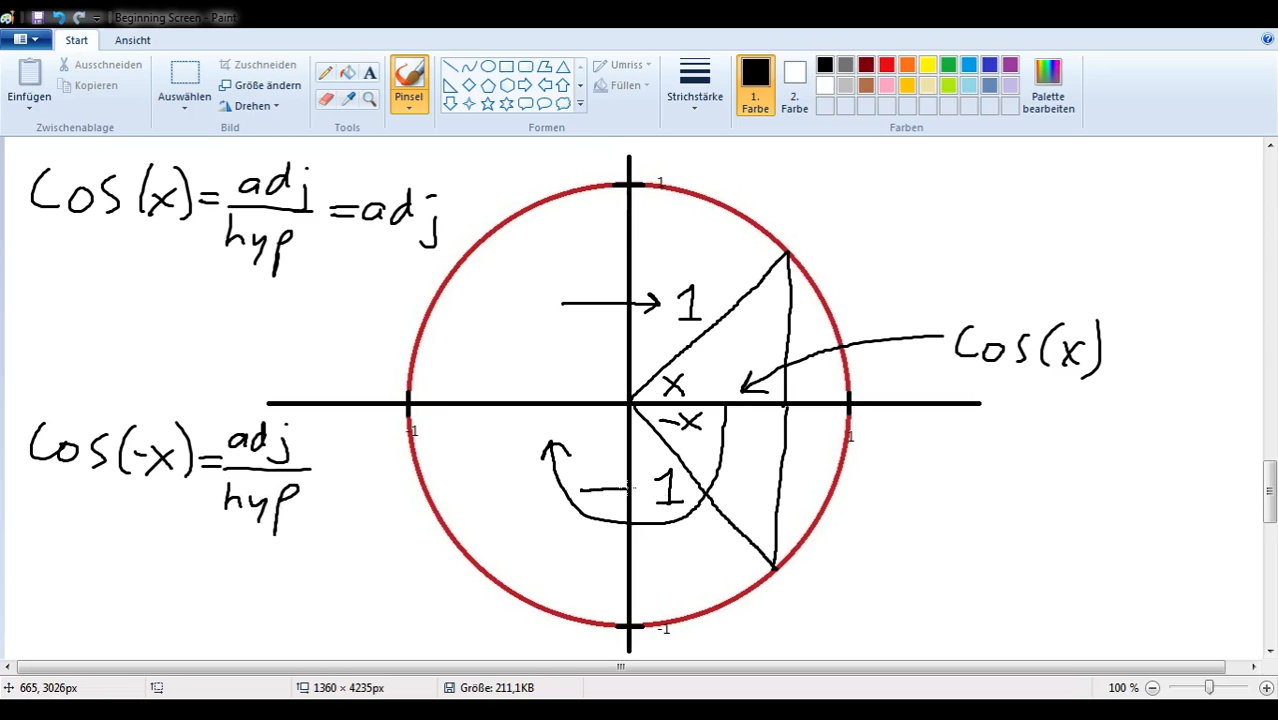 Beginning Screen - Paint
Start Ansicht
Einfügen
Ausschneiden
Kopieren
Zwischenablage
Auswählen
Zuschneiden
Größe ändern
Drehen
Bild
A
Pinsel
Tools
Umriss
Füllen
Formen
Strichstärke
1. Farbe
2. Farbe
Palette bearbeiten
Farben
cos(x)=adj/hyp=adj
1
1
x
cos(x)
-1
1
-x
cos(-x)=adj/hyp
1
-1
665, 3026px
1360 × 4235px
Größe: 211,1KB
100 %